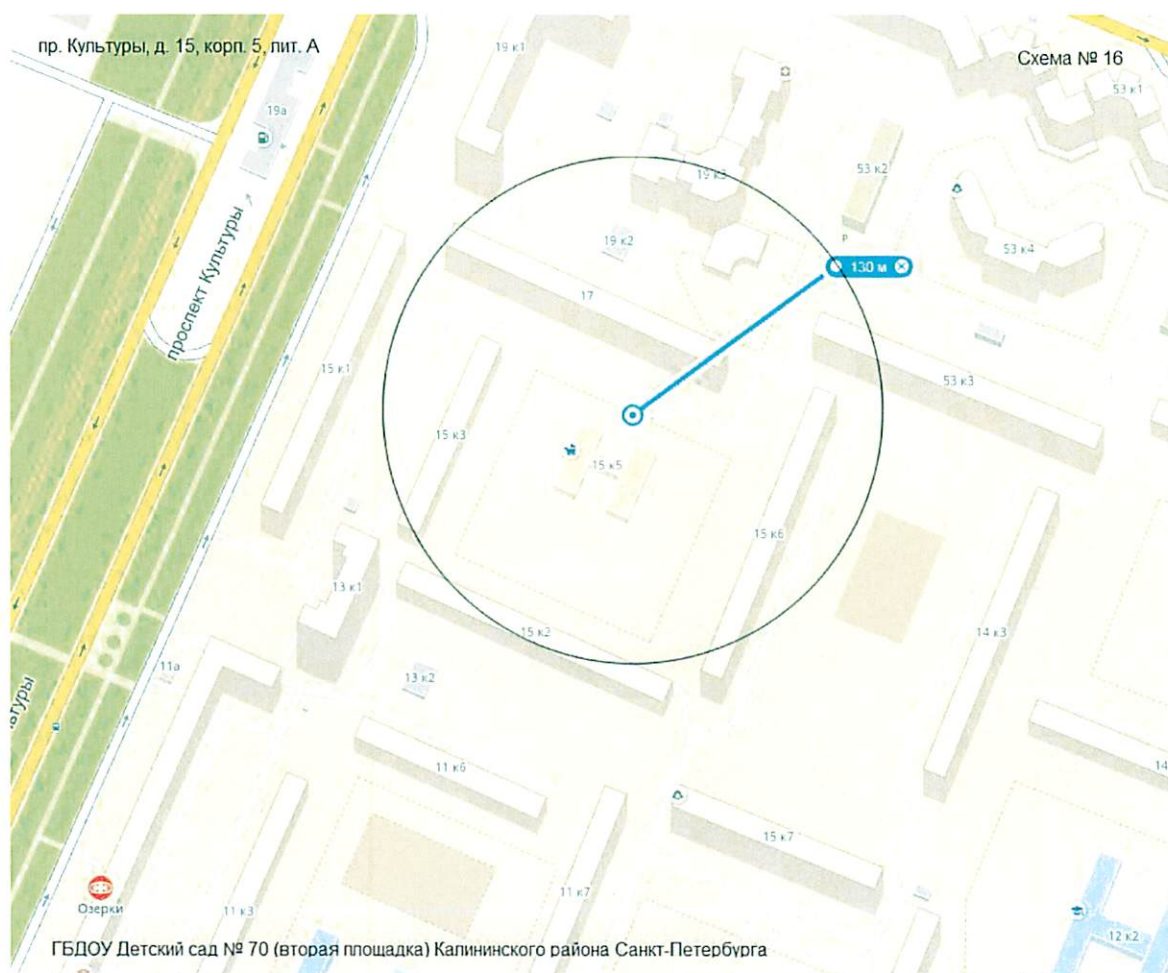 пр. Культуры, д. 15, корп. 5, лит. А
Схема № 16
19 к1
53 к1
19а
19 к3
53 к2
проспект Культуры
19 к2
53 к4
130 м
17
15 к1
53 к3
15 к3
15 к5
15 к6
13 к1
15 к2
14 к3
11а
13 к2
льтуры
11 к6
14
15 к7
Озерки
11 к3
11 к7
12 к2
P
ГБДОУ Детский сад № 70 (вторая площадка) Калининского района Санкт-Петербурга